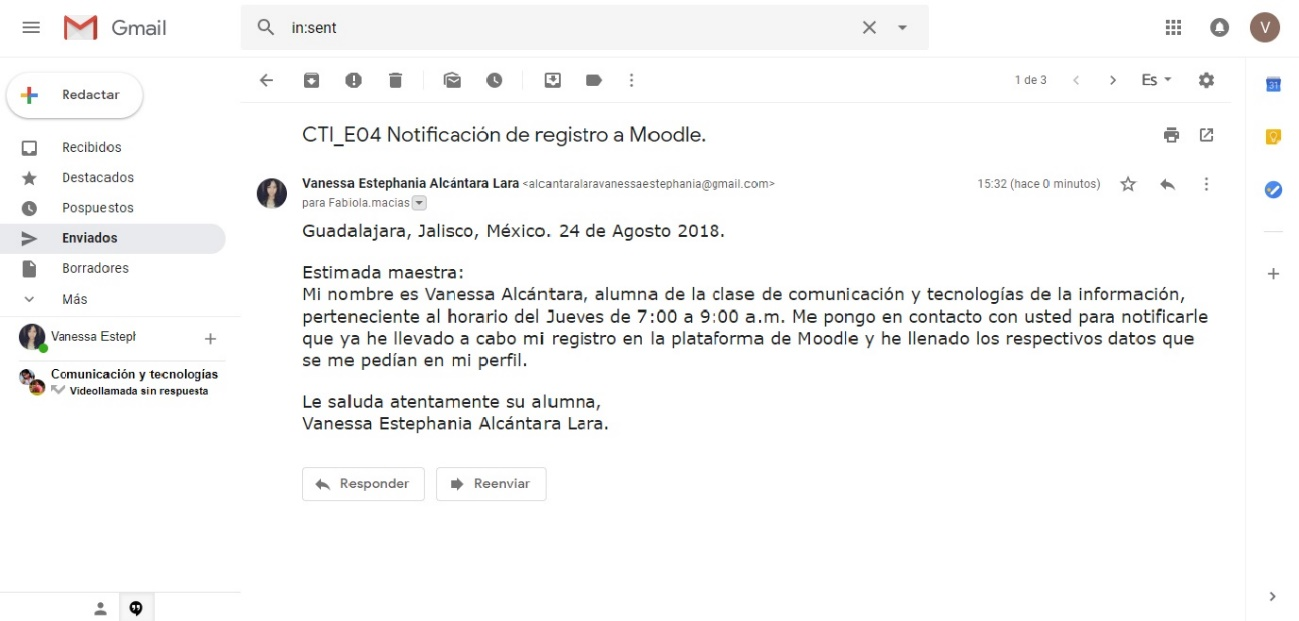 Gmail
in:sent
V
Redactar
1 de 3
Es
31
Recibidos
Destacados
Pospuestos
Enviados
Borradores
Más
Vanessa Esteph
Comunicación y tecnologías
Videollamada sin respuesta
CTI_E04 Notificación de registro a Moodle.
Vanessa Estephanía Alcántara Lara <alcantaralaravanessaestephania@gmail.com>
15:32 (hace 0 minutos)
para Fabiola.macias
Guadalajara, Jalisco, México. 24 de Agosto 2018.
Estimada maestra:
Mi nombre es Vanessa Alcántara, alumna de la clase de comunicación y tecnologías de la información,
perteneciente al horario del Jueves de 7:00 a 9:00 a.m. Me pongo en contacto con usted para notificarle
que ya he llevado a cabo mi registro en la plataforma de Moodle y he llenado los respectivos datos que
se me pedían en mi perfil.
Le saluda atentamente su alumna,
Vanessa Estephania Alcántara Lara.
Responder
Reenviar